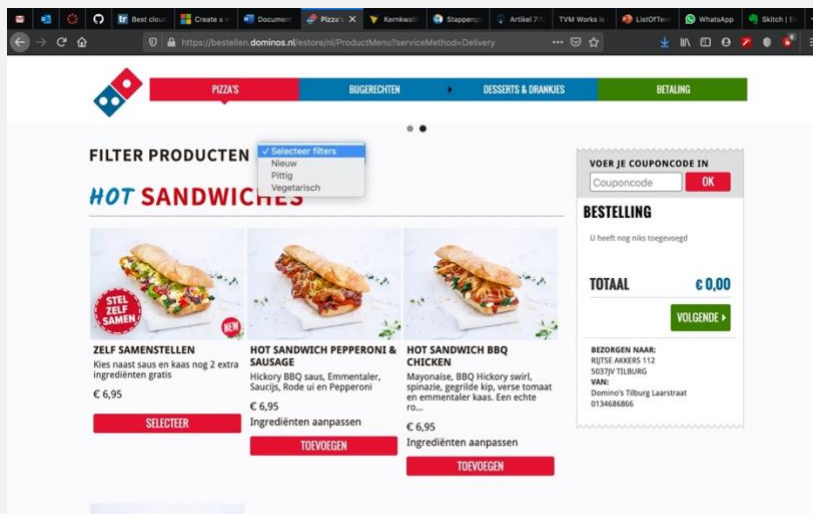 Best cloud
Create a m
Document
Pizza's
Kernkwalit
Stappenpl
Artikel 7:1
TVM Works is
ListOfTerm
WhatsApp
Skitch | Ev
https://bestellen.dominos.nl/estore/nl/ProductMenu?serviceMethod=Delivery
PIZZA'S
BIJGERECHTEN
DESSERTS & DRANKJES
BETALING
FILTER PRODUCTEN
✓ Selecteer filters
Nieuw
Pittig
Vegetarisch
HOT SANDWICHES
STEL
ZELF
SAMEN
NEW
ZELF SAMENSTELLEN
Kies naast saus en kaas nog 2 extra
ingrediënten gratis
€ 6,95
SELECTEER
HOT SANDWICH PEPPERONI &
SAUSAGE
Hickory BBQ saus, Emmentaler,
Saucijs, Rode ui en Pepperoni
€ 6,95
Ingrediënten aanpassen
TOEVOEGEN
HOT SANDWICH BBQ
CHICKEN
Mayonaise, BBQ Hickory swirl,
spinazie, gegrilde kip, verse tomaat
en emmentaler kaas. Een echte
ro...
€ 6,95
Ingrediënten aanpassen
TOEVOEGEN
VOER JE COUPONCODE IN
Couponcode
OK
BESTELLING
U heeft nog niks toegevoegd
TOTAAL
€ 0,00
VOLGENDE
BEZORGEN NAAR:
RIJTSE AKKERS 112
5037JV TILBURG
VAN:
Domino's Tilburg Laarstraat
0134686866